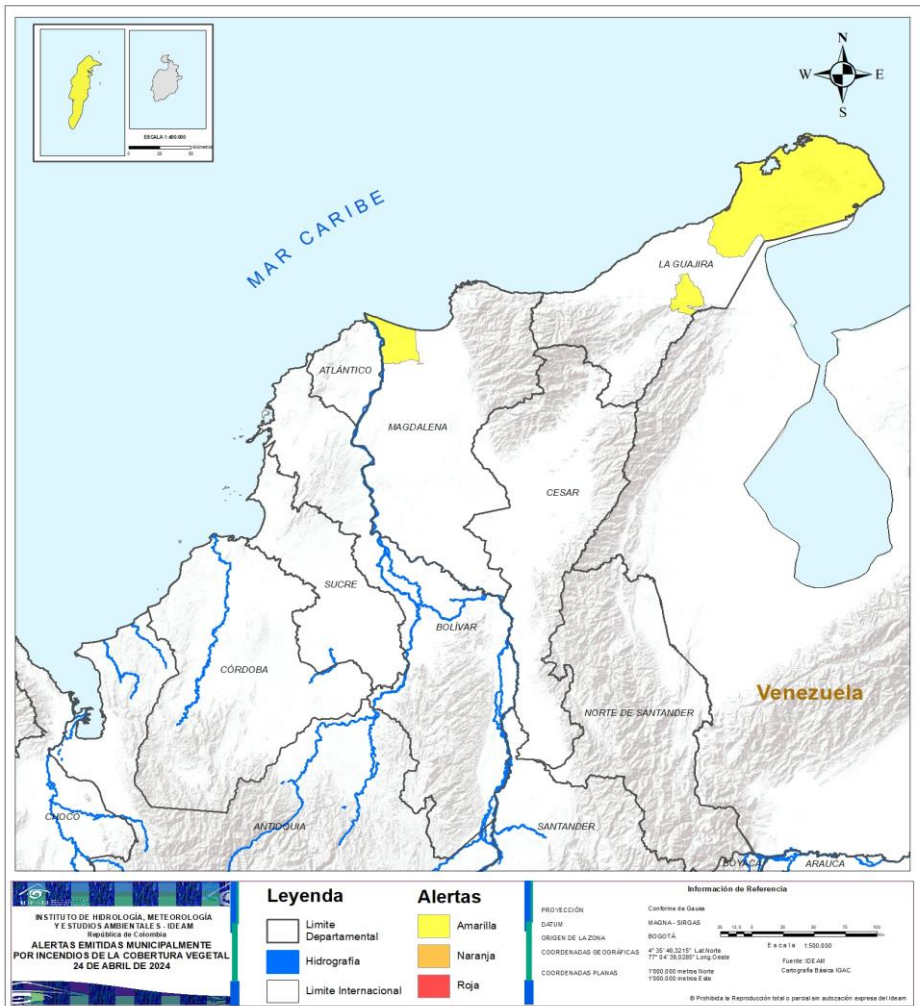 ESCALA 1:400.000
N
W E
S
MAR CARIBE
LA GUAJIRA
ATLÁNTICO
MAGDALENA
CESAR
SUCRE
BOLÍVAR
CÓRDOBA
Venezuela
NORTE DE SANTANDER
CHOCO
ANTIOQUIA
SANTANDER
BOYACA
ARAUCA
INSTITUTO DE HIDROLOGÍA, METEOROLOGÍA
Y ESTUDIOS AMBIENTALES - IDEAM
República de Colombia
ALERTAS EMITIDAS MUNICIPALMENTE
POR INCENDIOS DE LA COBERTURA VEGETAL
24 DE ABRIL DE 2024
Leyenda
Limite
Departamental
Hidrografía
Limite Internacional
Alertas
Amarilla
Naranja
Roja
Información de Referencia
PROYECCIÓN Conforme de Gauss
DATUM MAGNA - SIRGAS
ORIGEN DE LA ZONA BOGOTÁ
COORDENADAS GEOGRÁFICAS 4° 35' 46,3215" Lat.Norte
77° 04' 39,0285" Long.Oeste
COORDENADAS PLANAS 1'000.000 metros Norte
1'000.000 metros Este
Escala 1:500.000
Fuente: IDEAM
Cartografía Básica IGAC
© Prohibida la Reproducción total o parcial sin autozación expresa del Ideam